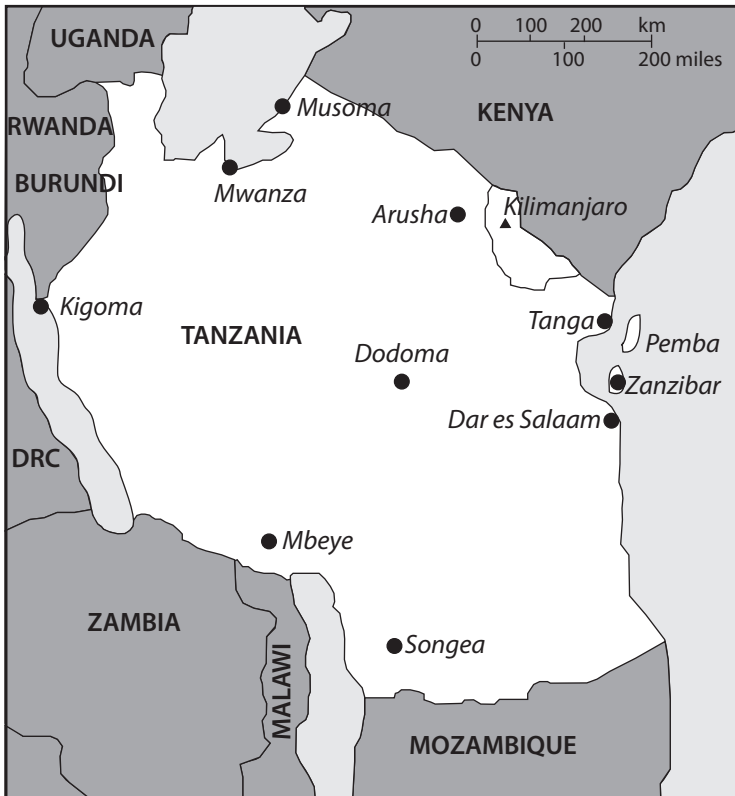 UGANDA
0 100 200 km
0 100 200 miles
Musoma
KENYA
RWANDA
BURUNDI
Mwanza
Kilimanjaro
Arusha
Kigoma
Tanga
TANZANIA
Pemba
Dodoma
Zanzibar
Dar es Salaam
DRC
Mbeye
ZAMBIA
Songea
MALAWI
MOZAMBIQUE